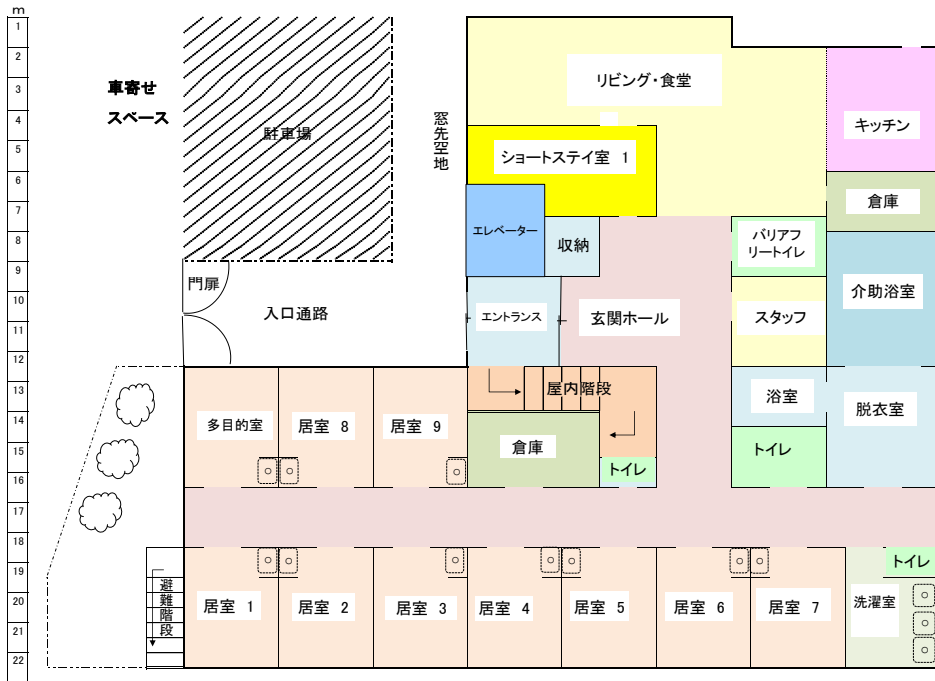 m
1
2
3
4
5
6
7
8
9
10
11
12
13
14
15
16
17
18
19
20
21
22
車寄せ
スペース
駐車場
窓先空地
リビング・食堂
キッチン
ショートステイ室 1
倉庫
エレベーター
収納
バリアフ
リートイレ
門扉
入口通路
エントランス
玄関ホール
スタッフ
介助浴室
屋内階段
浴室
脱衣室
多目的室
居室 8
居室 9
倉庫
トイレ
トイレ
避難階段
居室 1
居室 2
居室 3
居室 4
居室 5
居室 6
居室 7
トイレ
洗濯室